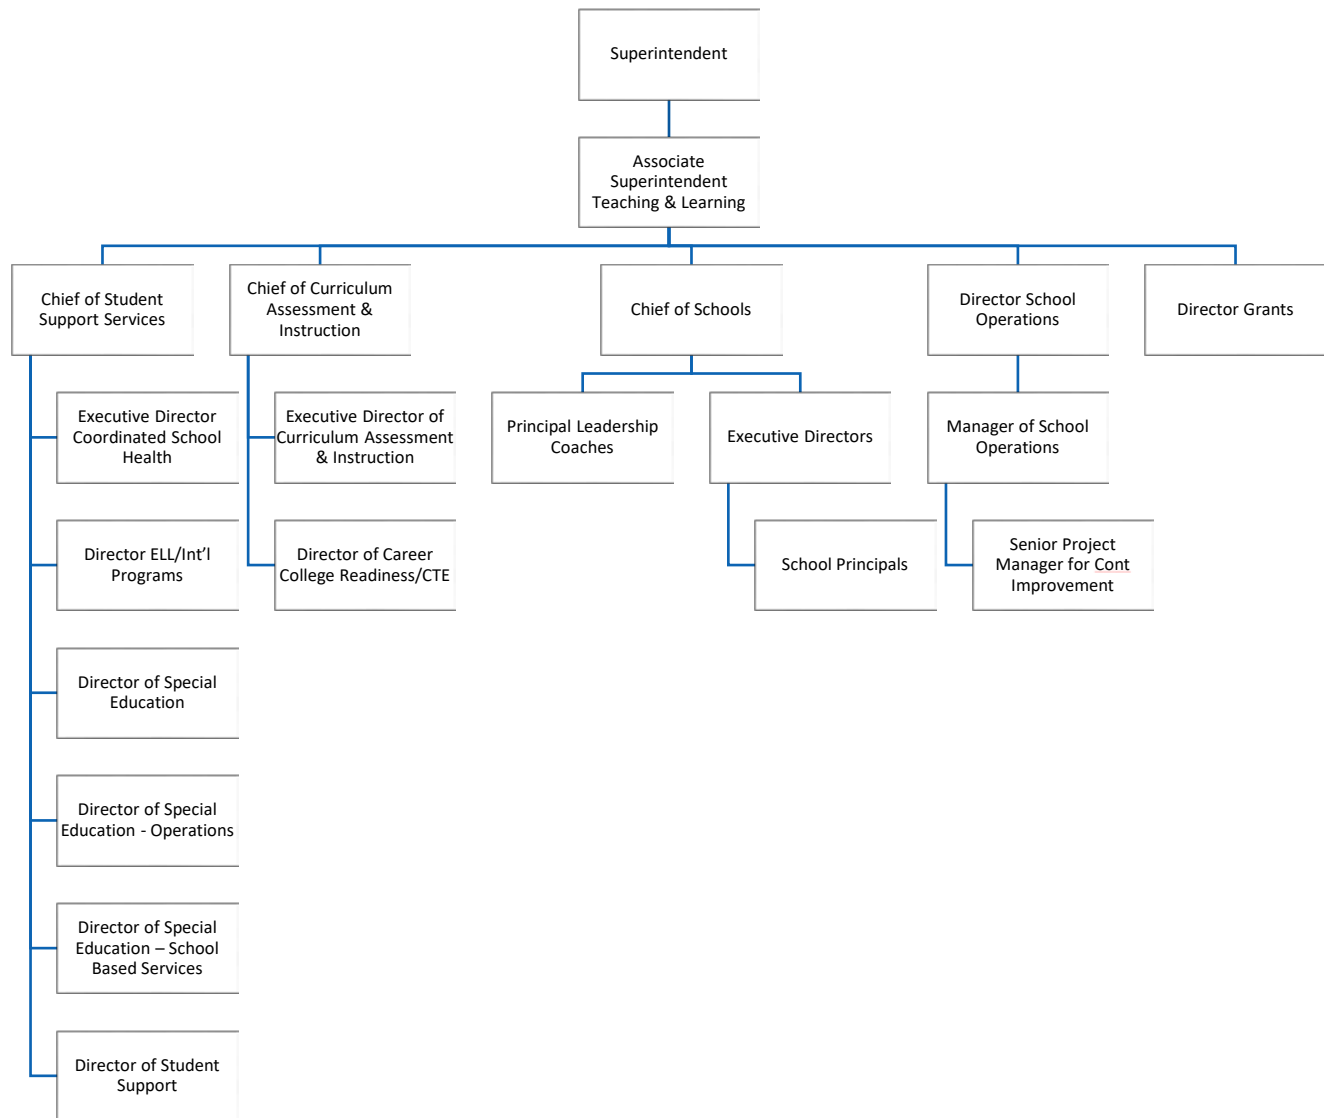 Superintendent
Associate
Superintendent
Teaching & Learning
Chief of Student
Support Services
Chief of Curriculum
Assessment &
Instruction
Chief of Schools
Director School
Operations
Director Grants
Executive Director
Coordinated School
Health
Executive Director of
Curriculum Assessment
& Instruction
Principal Leadership
Coaches
Executive Directors
Manager of School
Operations
Director ELL/Int’l
Programs
Director of Career
College Readiness/CTE
School Principals
Senior Project
Manager for Cont
Improvement
Director of Special
Education
Director of Special
Education - Operations
Director of Special
Education – School
Based Services
Director of Student
Support